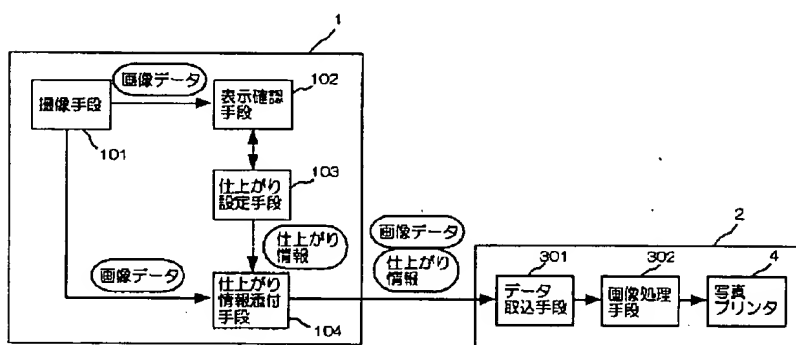 1
画像データ
102
撮像手段
表示確認
手段
101
103
仕上がり
設定手段
仕上がり
情報
画像データ
仕上がり
情報添付
手段
104
画像データ
仕上がり
情報
2
301
302
4
データ
取込手段
画像処理
手段
写真
プリンタ